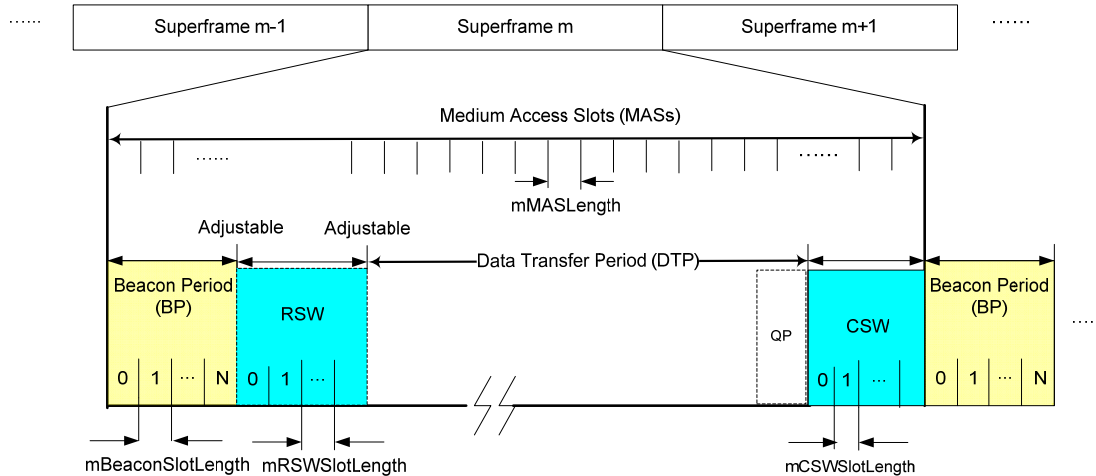 ......
Superframe m-1
Superframe m
Superframe m+1
......
Medium Access Slots (MASs)
......
......
mMASLength
Adjustable
Adjustable
Data Transfer Period (DTP)
Beacon Period
(BP)
RSW
QP
CSW
Beacon Period
(BP)
....
0 1 ... N
0 1 ...
0 1 ...
0 1 ... N
mBeaconSlotLength
mRSWSlotLength
mCSWSlotLength